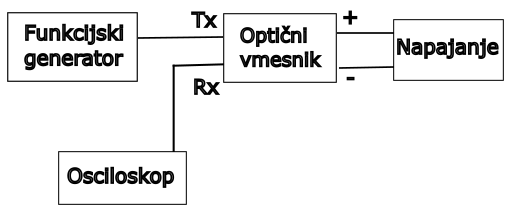 Funkcijski
generator
Tx
Optični
vmesnik
+
Napajanje
-
Rx
Osciloskop